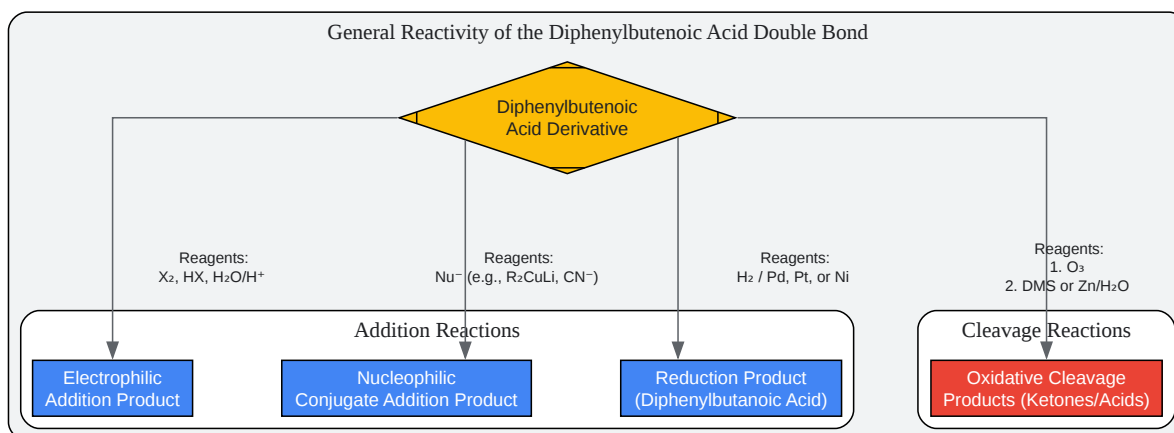 General Reactivity of the Diphenylbutenoic Acid Double Bond
Diphenylbutenoic
Acid Derivative
Reagents:
X₂, HX, H₂O/H⁺
Reagents:
Nu⁻ (e.g., R₂CuLi, CN⁻)
Reagents:
H₂ / Pd, Pt, or Ni
Reagents:
1. O₃
2. DMS or Zn/H₂O
Addition Reactions
Electrophilic
Addition Product
Nucleophilic
Conjugate Addition Product
Reduction Product
(Diphenylbutanoic Acid)
Cleavage Reactions
Oxidative Cleavage
Products (Ketones/Acids)